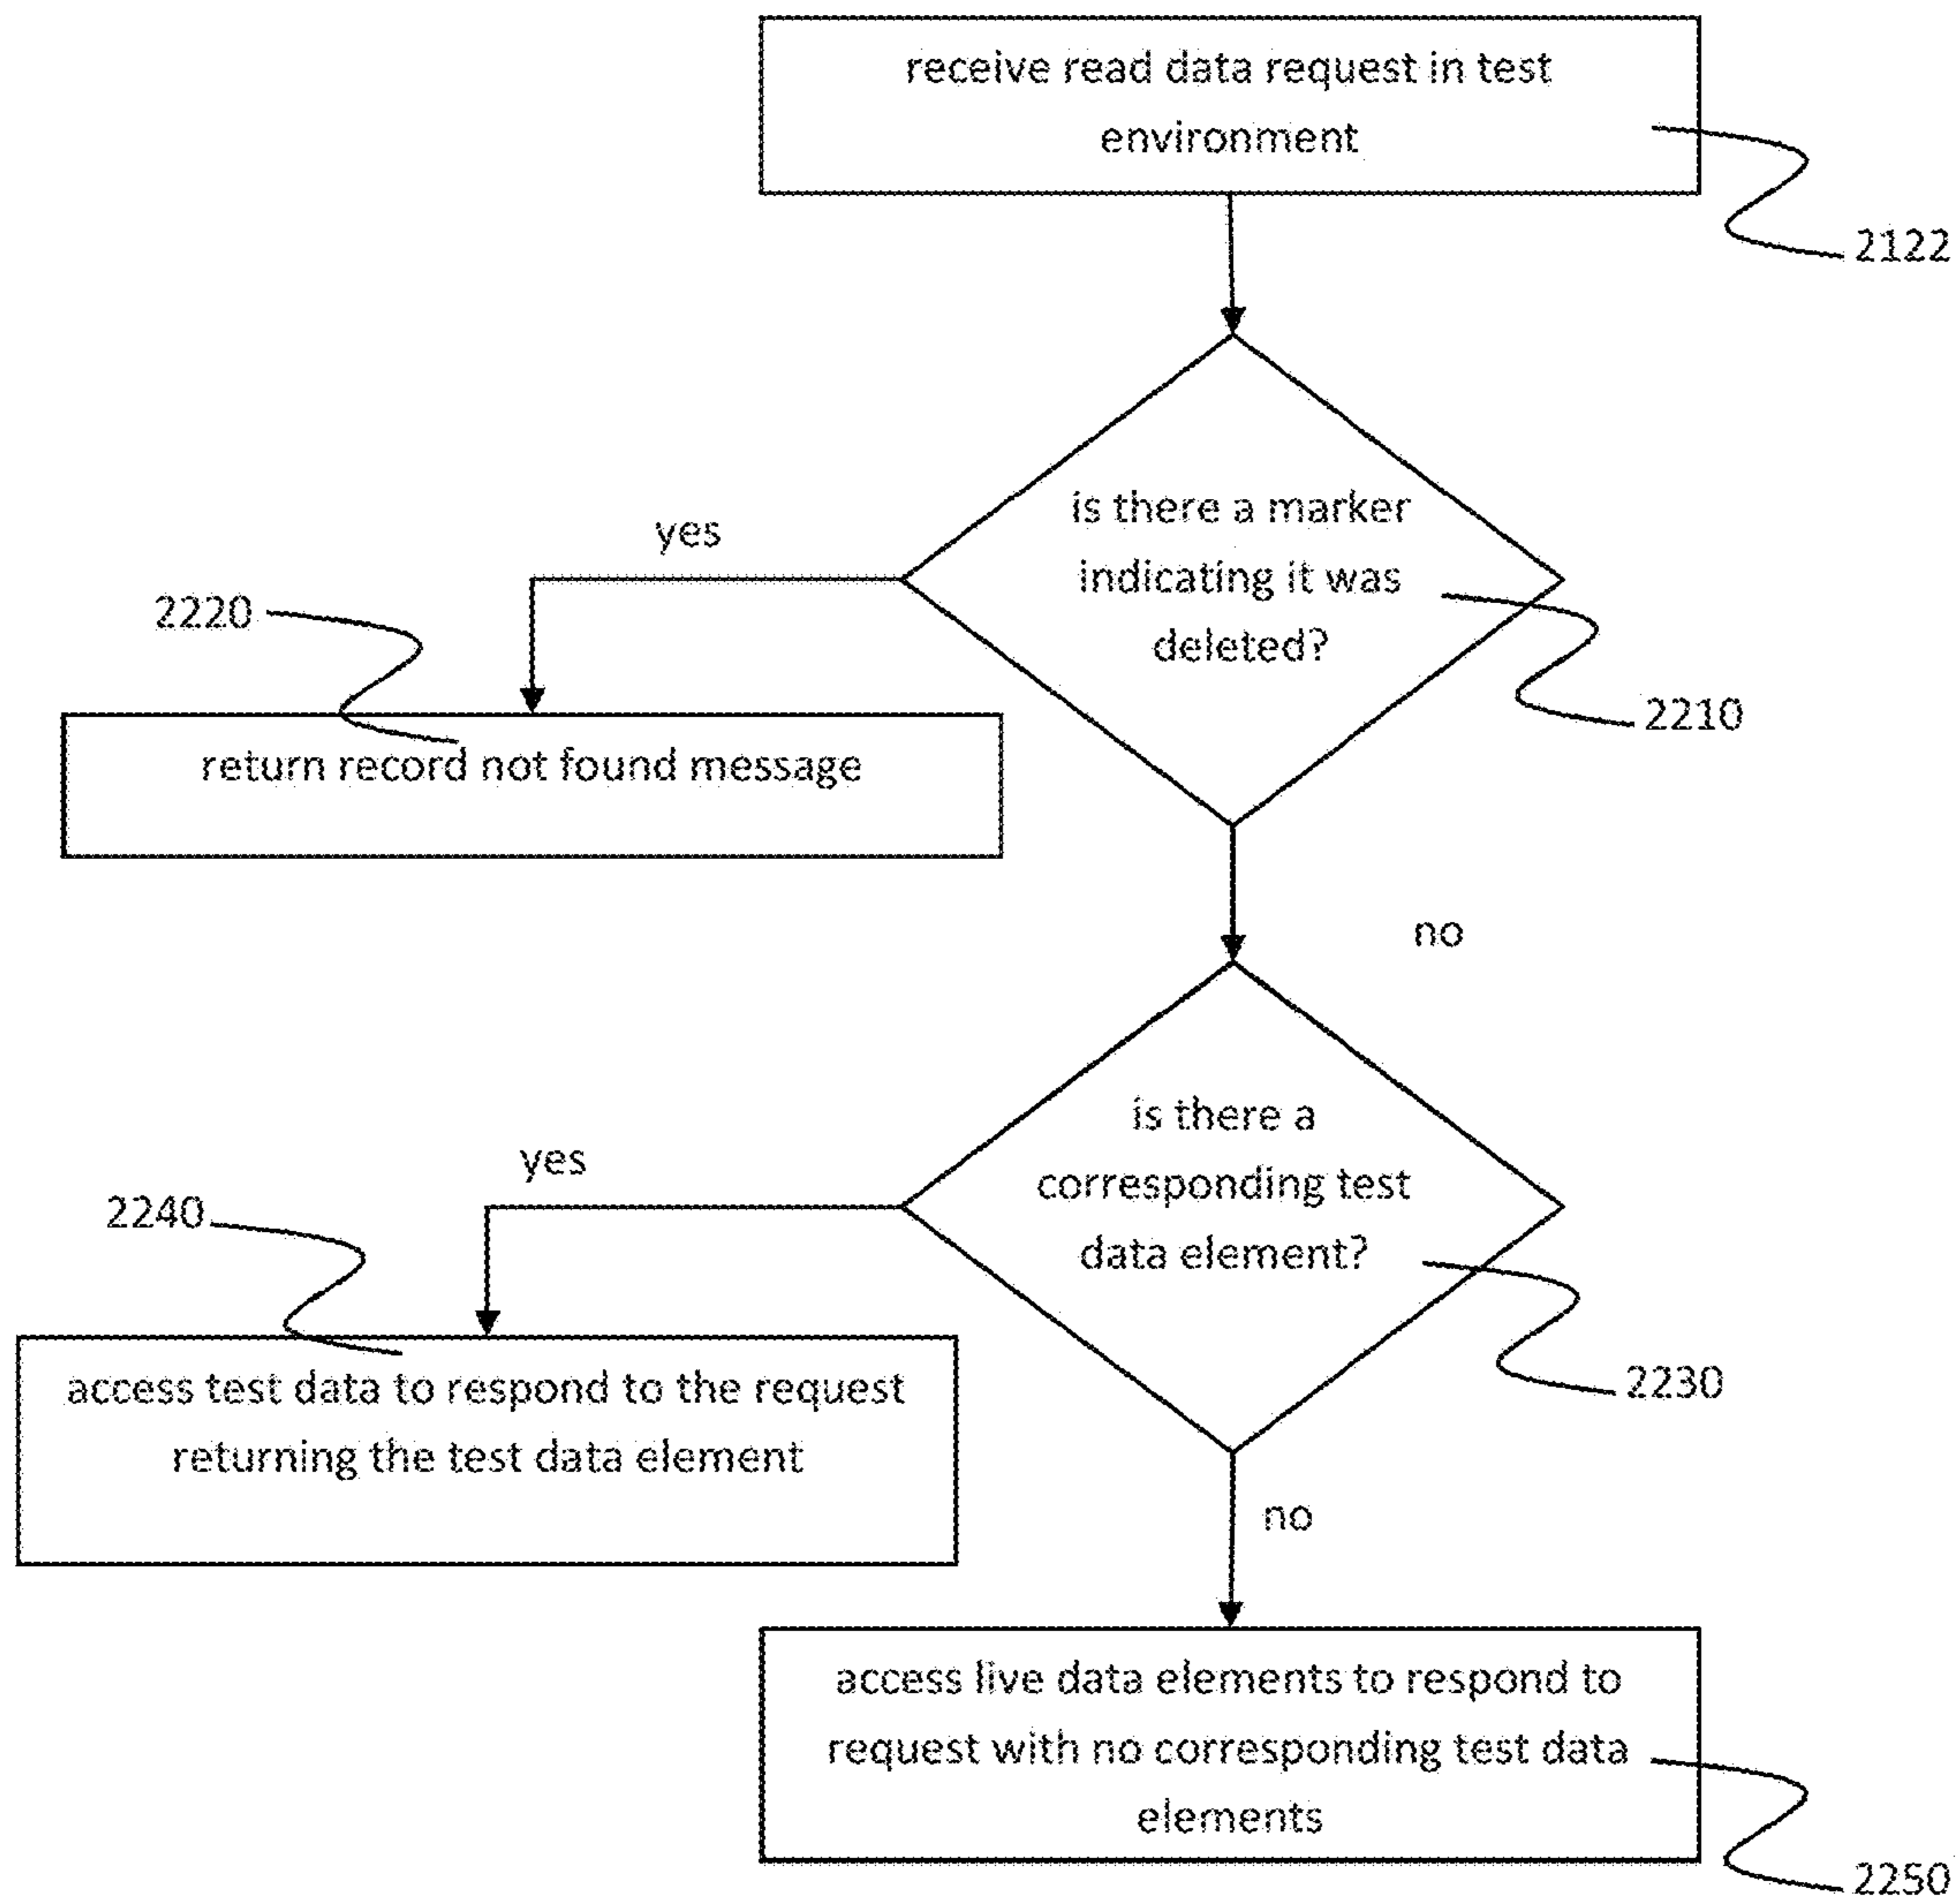 receive read data request in test
environment
2122
is there a marker
indicating it was
deleted?
2210
yes
2220
return record not found message
no
is there a
corresponding test
data element?
2230
yes
2240
access test data to respond to the request
returning the test data element
no
access live data elements to respond to
request with no corresponding test data
elements
2250